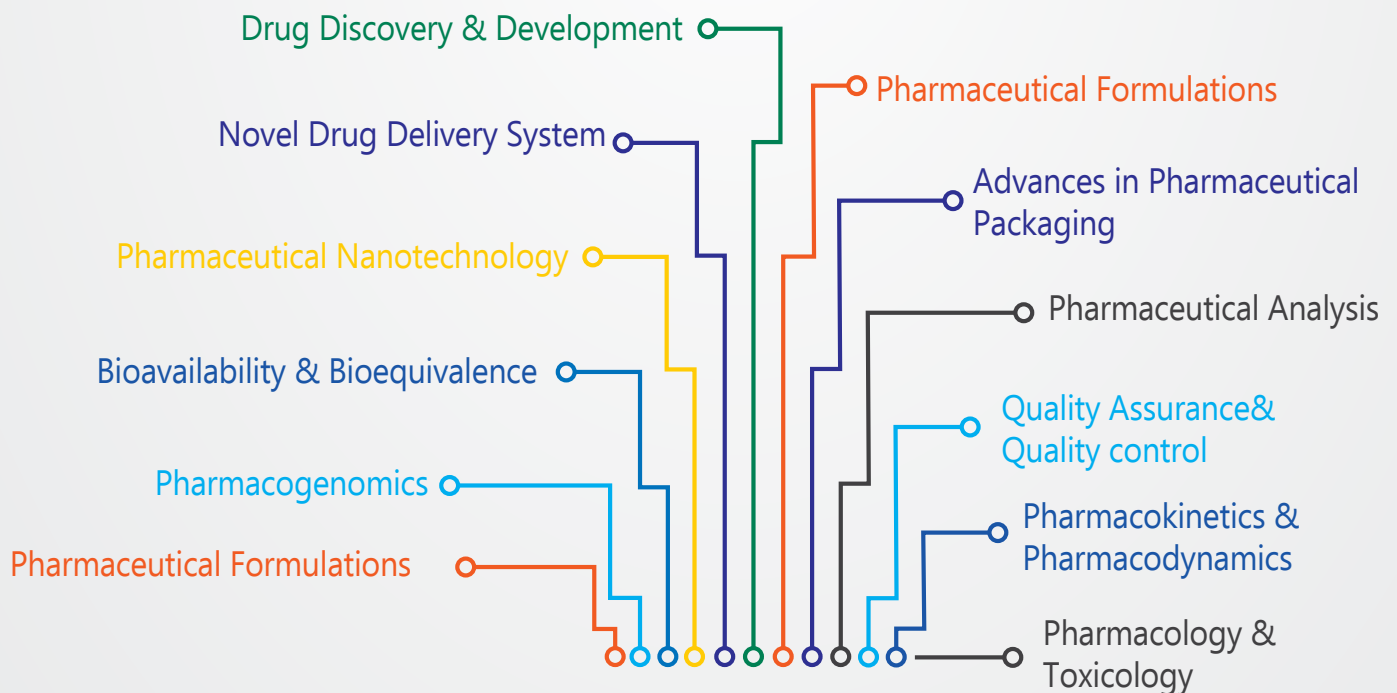 Drug Discovery & Development
Novel Drug Delivery System
Pharmaceutical Nanotechnology
Bioavailability & Bioequivalence
Pharmacogenomics
Pharmaceutical Formulations
Pharmaceutical Formulations
Advances in Pharmaceutical
Packaging
Pharmaceutical Analysis
Quality Assurance&
Quality control
Pharmacokinetics &
Pharmacodynamics
Pharmacology &
Toxicology